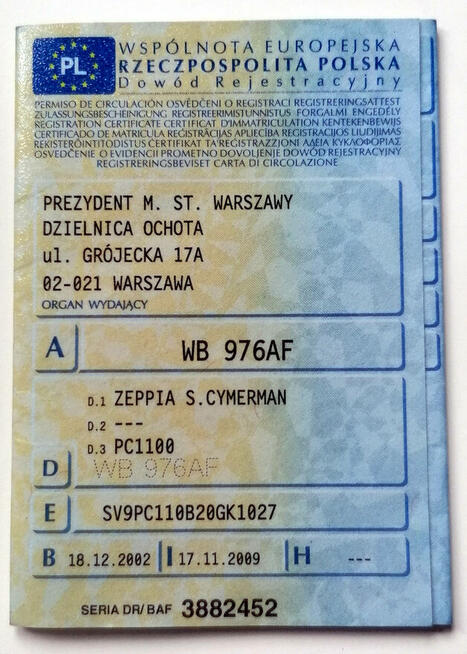 PL
WSPÓLNOTA EUROPEJSKA
RZECZPOSPOLITA POLSKA
Dowód Rejestracyjny
PERMISO DE CIRCULACIÓN OSVĚDČENÍ O REGISTRACI REGISTRERINGSATTEST
ZULASSUNGSBESCHEINIGUNG REGISTREERIMISTUNNISTUS FORGALMI ENGEDÉLY
REGISTRATION CERTIFICATE CERTIFICAT D'IMMATRICULATION KENTEKENBEWIJS
CERTIFICADO DE MATRICULA REĢISTRĀCIJAS APLIECĪBA REGISTRACIJOS LIUDIJIMAS
REKISTERÖINTITODISTUS ĊERTIFIKAT TA'REĠISTRAZZJONI ΑΔΕΙΑ ΚΥΚΛΟΦΟΡΙΑΣ
OSVEDČENIE O EVIDENCII PROMETNO DOVOLJENJE DOWÓD REJESTRACYJNY
REGISTRERINGSBEVISET CARTA DI CIRCOLAZIONE
PREZYDENT M. ST. WARSZAWY
DZIELNICA OCHOTA
ul. GRÓJECKA 17A
02-021 WARSZAWA
ORGAN WYDAJĄCY
A WB 976AF
D.1 ZEPPIA S.CYMERMAN
D.2 ---
D.3 PC1100
D WB 976AF
E SV9PC110B20GK1027
B 18.12.2002 I 17.11.2009 H ---
SERIA DR/BAF 3882452